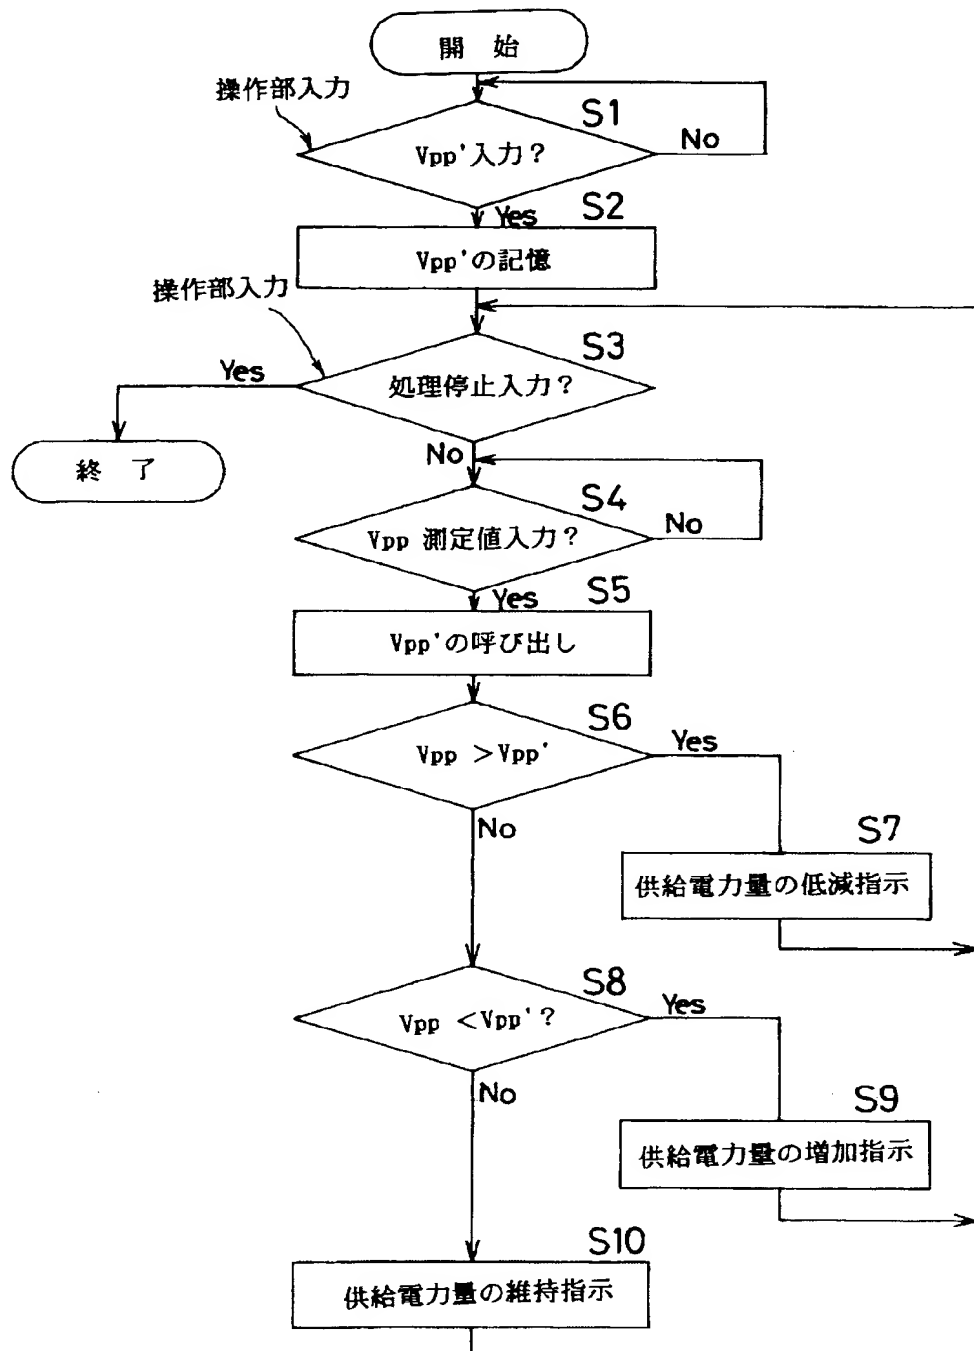 開 始
操作部入力
S1
Vpp'入力?
No
Yes
S2
Vpp'の記憶
操作部入力
S3
Yes
処理停止入力?
終 了
No
S4
Vpp 測定値入力?
No
Yes
S5
Vpp'の呼び出し
S6
Vpp >Vpp'
Yes
No
S7
供給電力量の低減指示
S8
Vpp <Vpp'?
Yes
No
S9
供給電力量の増加指示
S10
供給電力量の維持指示